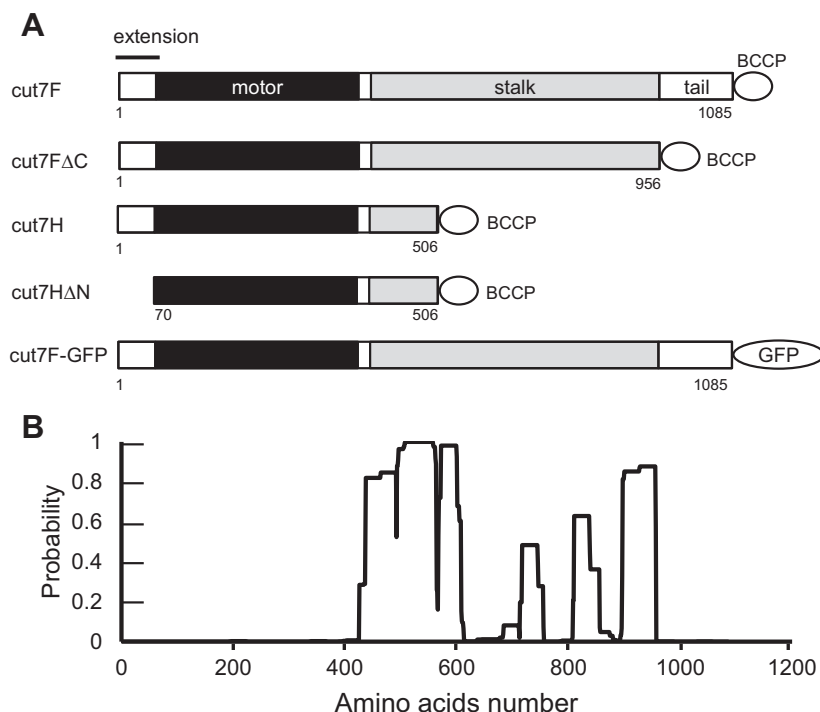 A
extension
BCCP
cut7F motor stalk tail
1 1085
cut7FΔC BCCP
1 956
cut7H BCCP
1 506
cut7HΔN BCCP
70 506
cut7F-GFP GFP
1 1085
B
Probability
1
0.8
0.6
0.4
0.2
0
0 200 400 600 800 1000 1200
Amino acids number